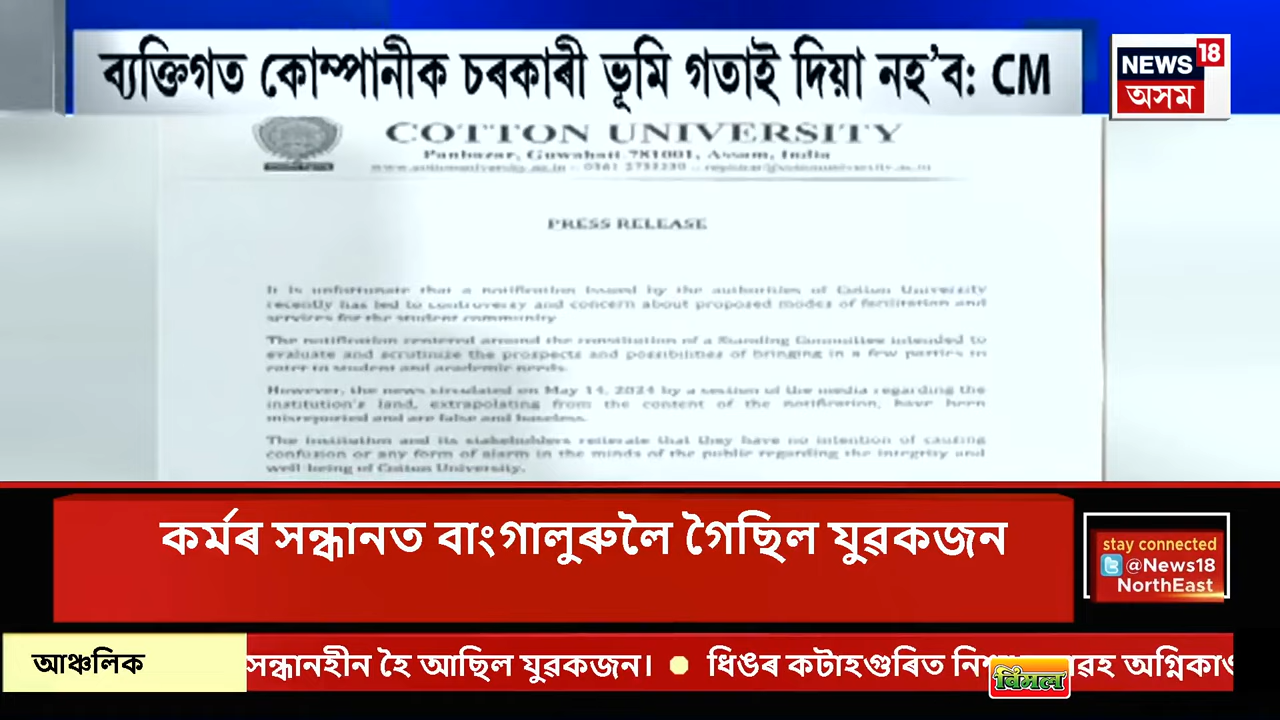 ব্যক্তিগত কোম্পানীক চৰকাৰী ভূমি গতাই দিয়া নহ'ব: CM
NEWS 18
অসম
COTTON UNIVERSITY
Panbazar, Guwahati-781001, Assam, India
PRESS RELEASE
It is unfortunate that a notification issued by the authorities of Cotton University
recently has led to controversy and concern about proposed modes of facilitation and
services for the student community.
The notification centered around the constitution of a Standing Committee intended to
evaluate and scrutinize the prospects and possibilities of bringing in a few parties to
cater to student and academic needs.
However, the news circulated on May 14, 2024 by a section of the media regarding the
institution's land, extrapolating from the content of the notification, have been
misreported and are false and baseless.
The Institution and its stakeholders reiterate that they have no intention of causing
confusion or any form of alarm in the minds of the public regarding the integrity and
well-being of Cotton University.
কৰ্মৰ সন্ধানত বাংগালুৰুলৈ গৈছিল যুৱকজন
stay connected
@News18
NorthEast
আঞ্চলিক
সন্ধানহীন হৈ আছিল যুৱকজন। ধিঙৰ কটাহগুৰিত
বিমল